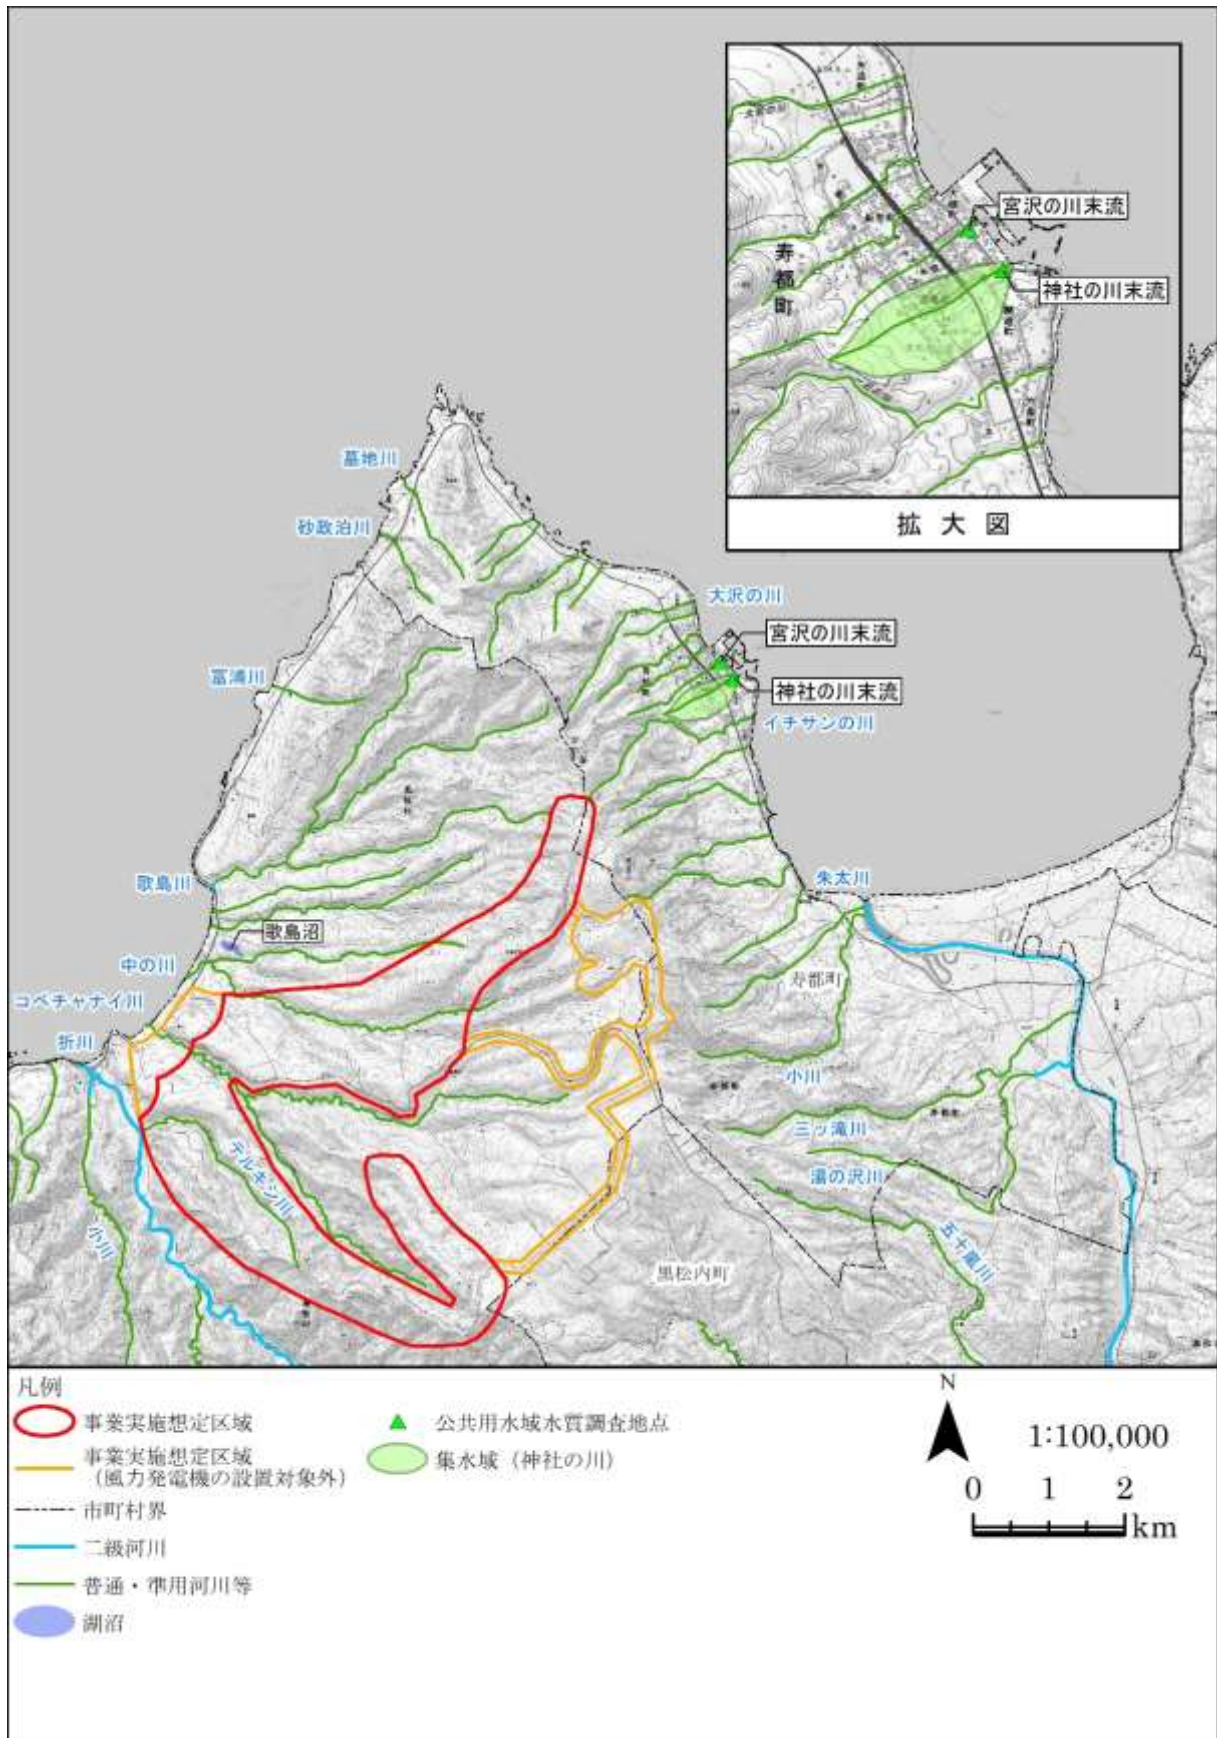 宮沢の川末流
神社の川末流
寿都町
拡大図
墓地川
砂政泊川
大沢の川
宮沢の川末流
富浦川
神社の川末流
イチサンの川
歌島川
朱太川
歌島沼
中の川
寿都町
コベチャナイ川
折川
小川
三ッ滝川
テルキシ川
湯の沢川
小川
五十嵐川
黒松内町
凡例
事業実施想定区域
公共用水域水質調査地点
事業実施想定区域
(風力発電機の設置対象外)
集水域(神社の川)
市町村界
二級河川
普通・準用河川等
湖沼
N
1:100,000
0 1 2
km